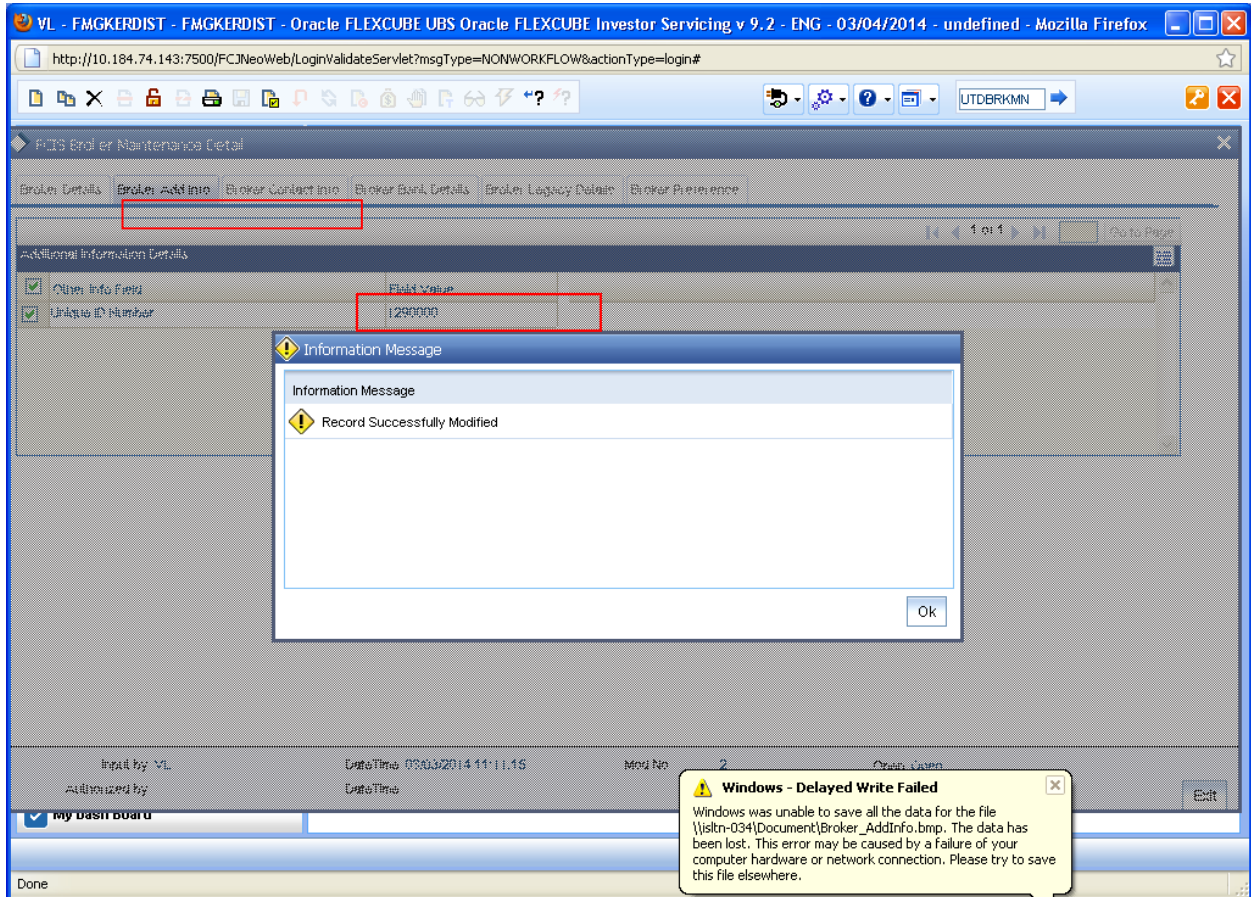 VL - FMGKERDIST - FMGKERDIST - Oracle FLEXCUBE UBS Oracle FLEXCUBE Investor Servicing v 9.2 - ENG - 03/04/2014 - undefined - Mozilla Firefox
http://10.184.74.143:7500/FCJNeoWeb/LoginValidateServlet?msgType=NONWORKFLOW&actionType=login#
UTDBRKMN
FCIS Broker Maintenance Detail
Broker Details Broker Add Info Broker Contact Info Broker Bank Details Broker Legacy Details Broker Preference
1 Of 1 Go to Page
Additional Information Details
Other Info Field Field Value
Unique ID Number 1290000
Information Message
Information Message
Record Successfully Modified
Ok
Input by VL DateTime 03/03/2014 11:11:15 Mod No 2 Open Open
Authorized by DateTime
Exit
My Dash Board
Windows - Delayed Write Failed
Windows was unable to save all the data for the file
\\isltn-034\Document\Broker_AddInfo.bmp. The data has
been lost. This error may be caused by a failure of your
computer hardware or network connection. Please try to save
this file elsewhere.
Done